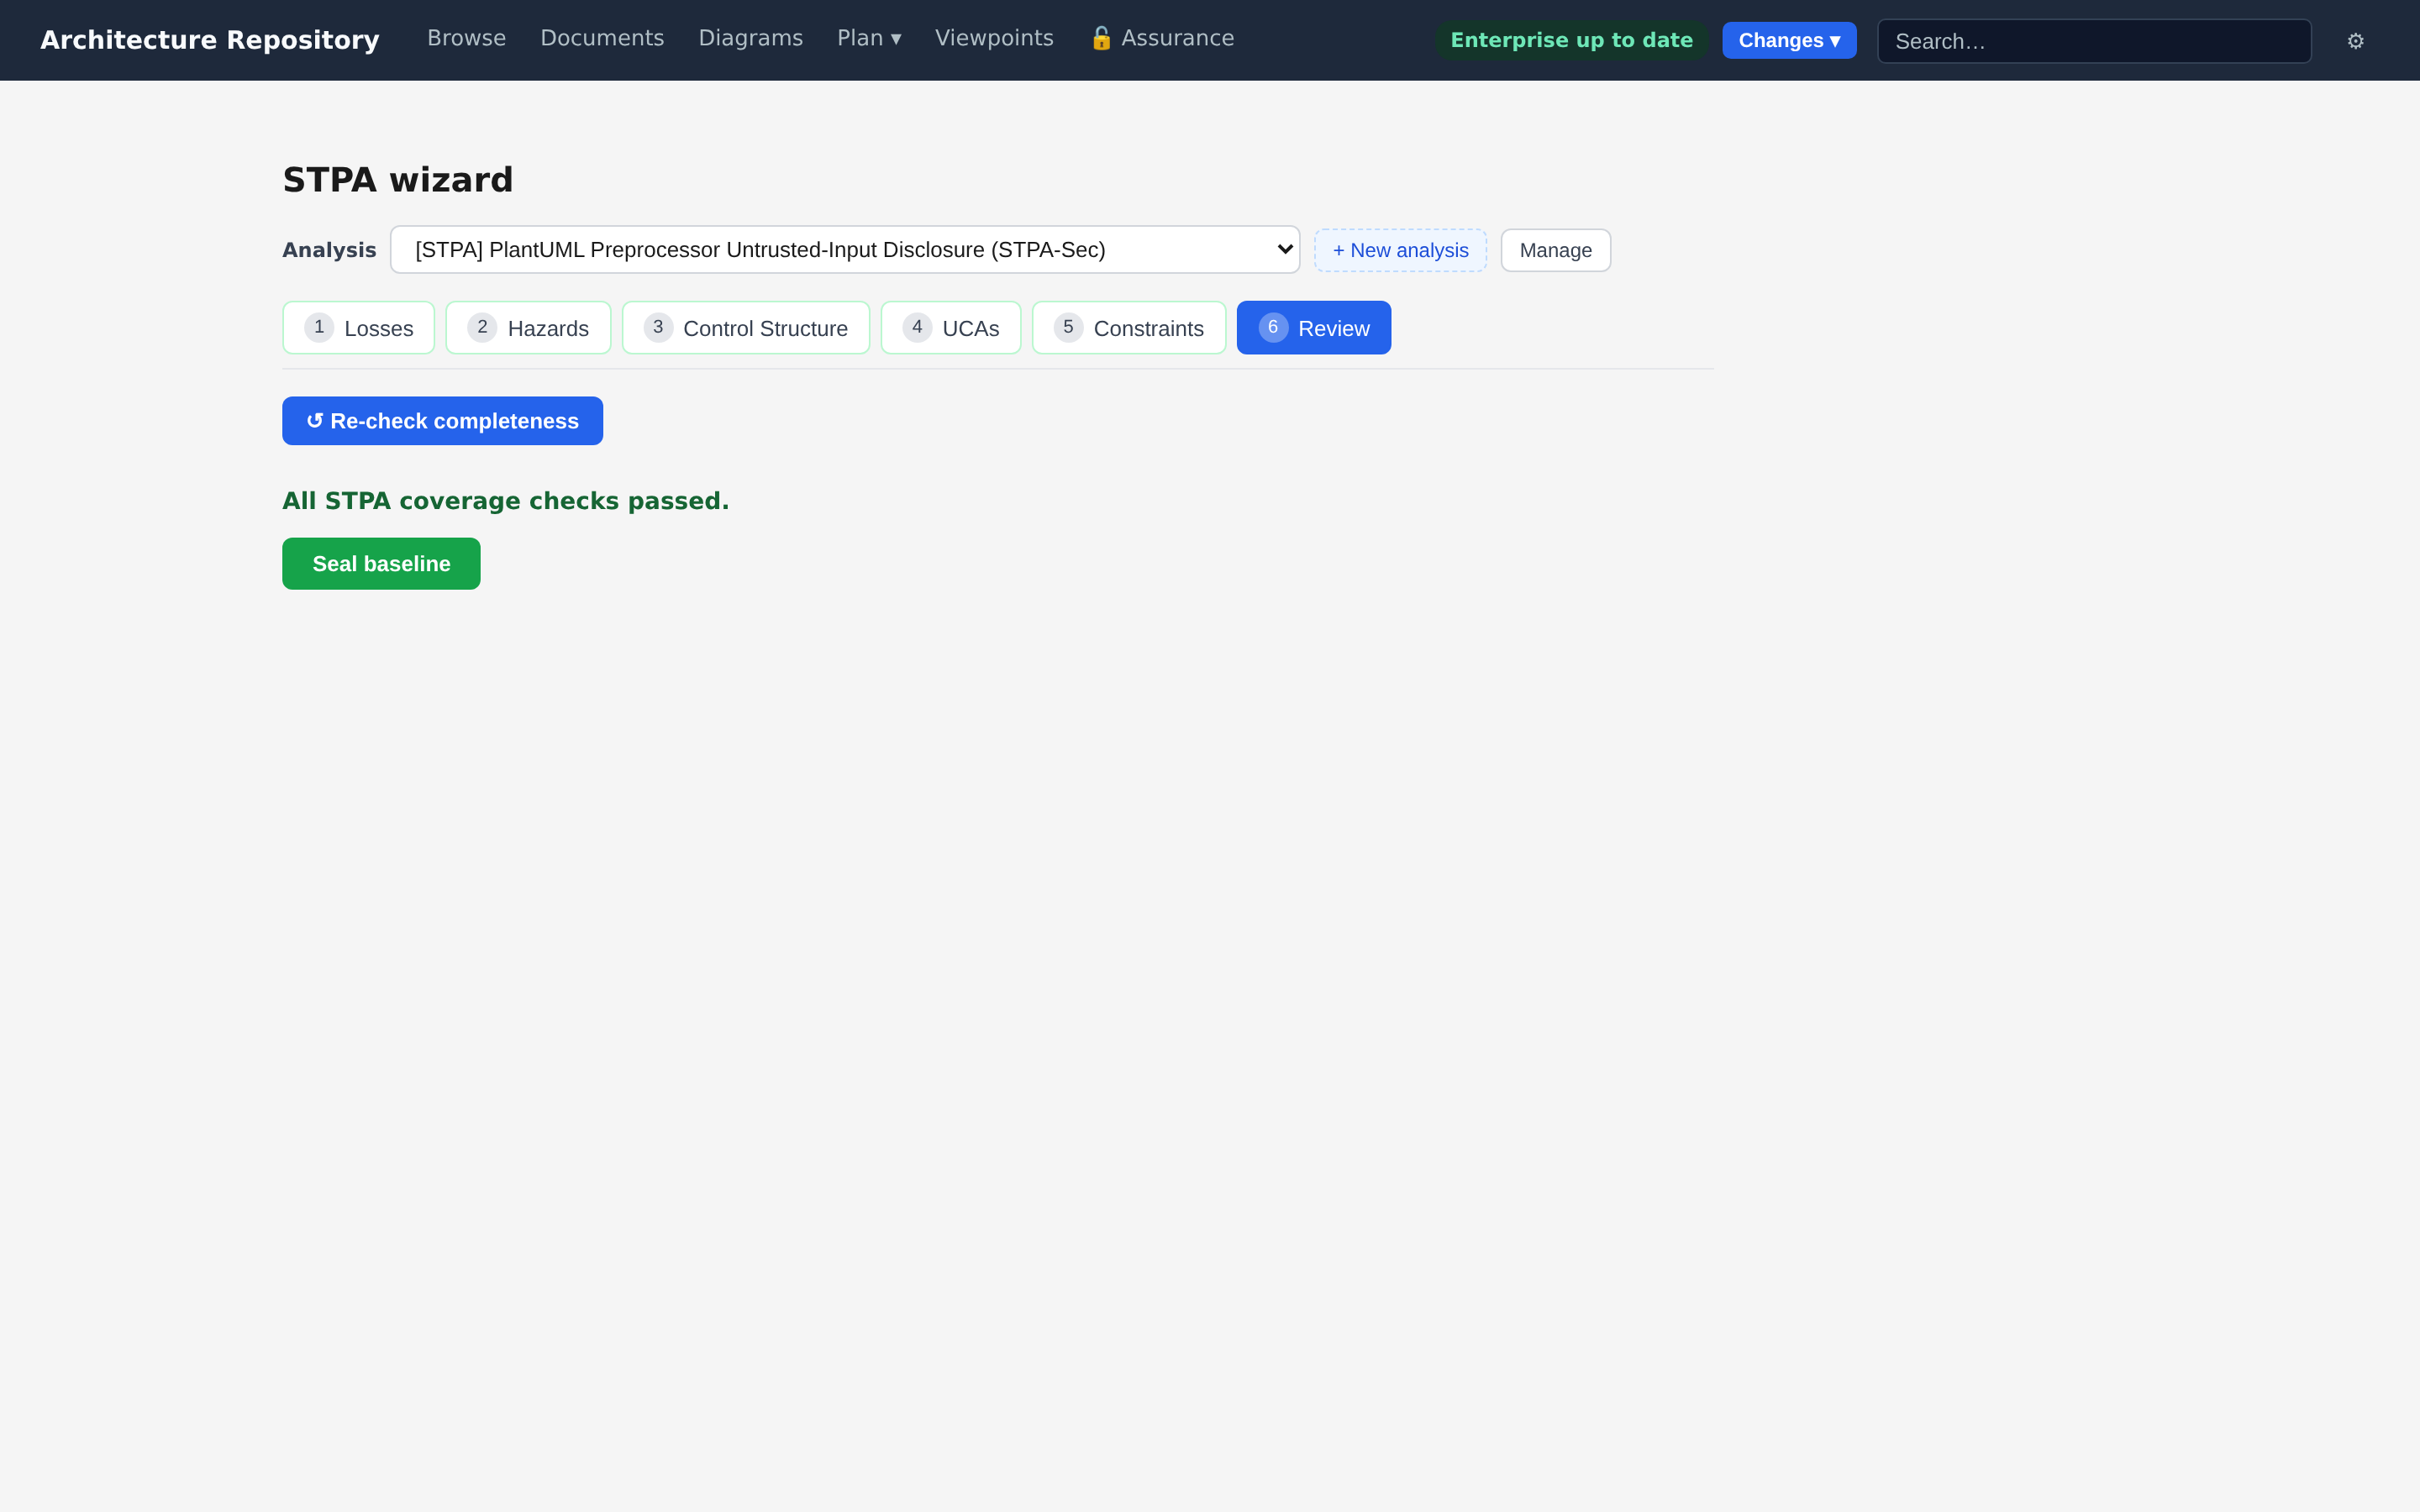 Architecture Repository Browse Documents Diagrams Plan ▾ Viewpoints 🔓 Assurance Enterprise up to date Changes ▾ Search… ⚙
STPA wizard
Analysis [STPA] PlantUML Preprocessor Untrusted-Input Disclosure (STPA-Sec) + New analysis Manage
1 Losses 2 Hazards 3 Control Structure 4 UCAs 5 Constraints 6 Review
↺ Re-check completeness
All STPA coverage checks passed.
Seal baseline